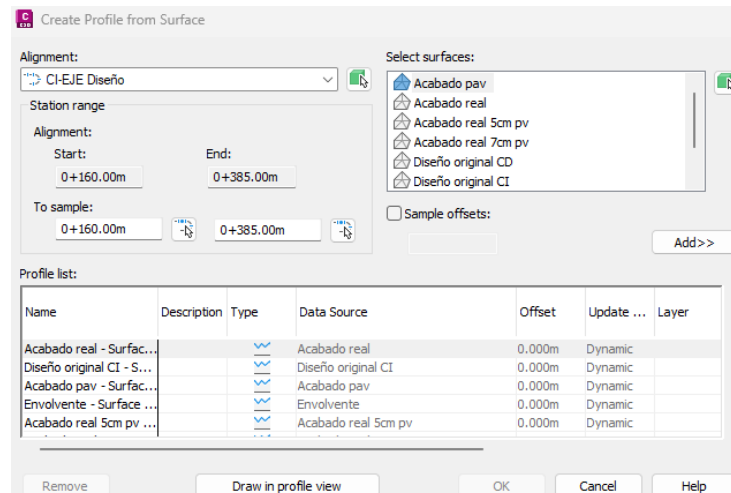 C
C3D
Create Profile from Surface
Alignment:
CI-EJE Diseño
Station range
Alignment:
Start: End:
0+160.00m 0+385.00m
To sample:
0+160.00m 0+385.00m
Select surfaces:
Acabado pav
Acabado real
Acabado real 5cm pv
Acabado real 7cm pv
Diseño original CD
Diseño original CI
Sample offsets:
Add>>
Profile list:
Name Description Type Data Source Offset Update ... Layer
Acabado real - Surfac... Acabado real 0.000m Dynamic
Diseño original CI - S... Diseño original CI 0.000m Dynamic
Acabado pav - Surfac... Acabado pav 0.000m Dynamic
Envolvente - Surface ... Envolvente 0.000m Dynamic
Acabado real 5cm pv ... Acabado real 5cm pv 0.000m Dynamic
Remove Draw in profile view OK Cancel Help